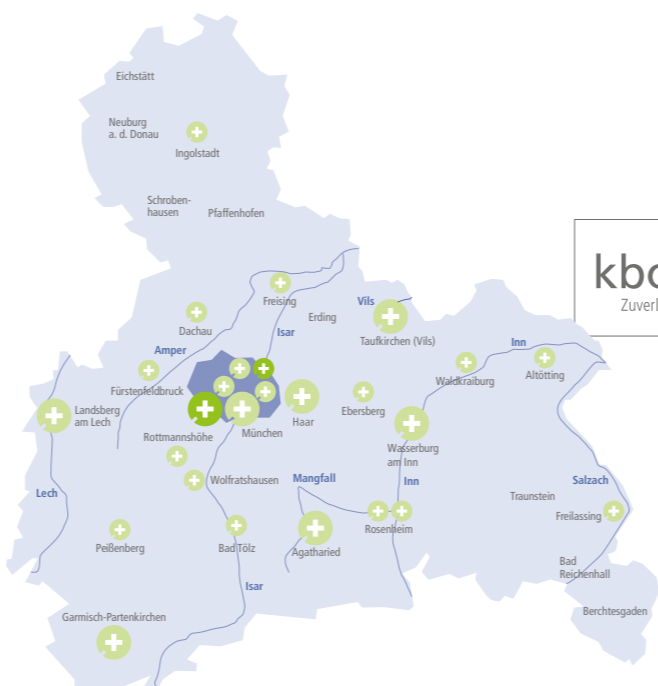 Eichstätt
Neuburg
a. d. Donau
Ingolstadt
Schroben-
hausen
Pfaffenhofen
kbo
Freising
Vils
Erding
Dachau
Isar
Taufkirchen (Vils)
Amper
Inn
Waldkraiburg
Altötting
Fürstenfeldbruck
Landsberg
am Lech
Ebersberg
Haar
München
Rottmannshöhe
Wasserburg
am Inn
Wolfratshausen
Mangfall
Inn
Salzach
Lech
Traunstein
Freilassing
Rosenheim
Peißenberg
Bad Tölz
Agatharied
Bad
Reichenhall
Isar
Berchtesgaden
Garmisch-Partenkirchen